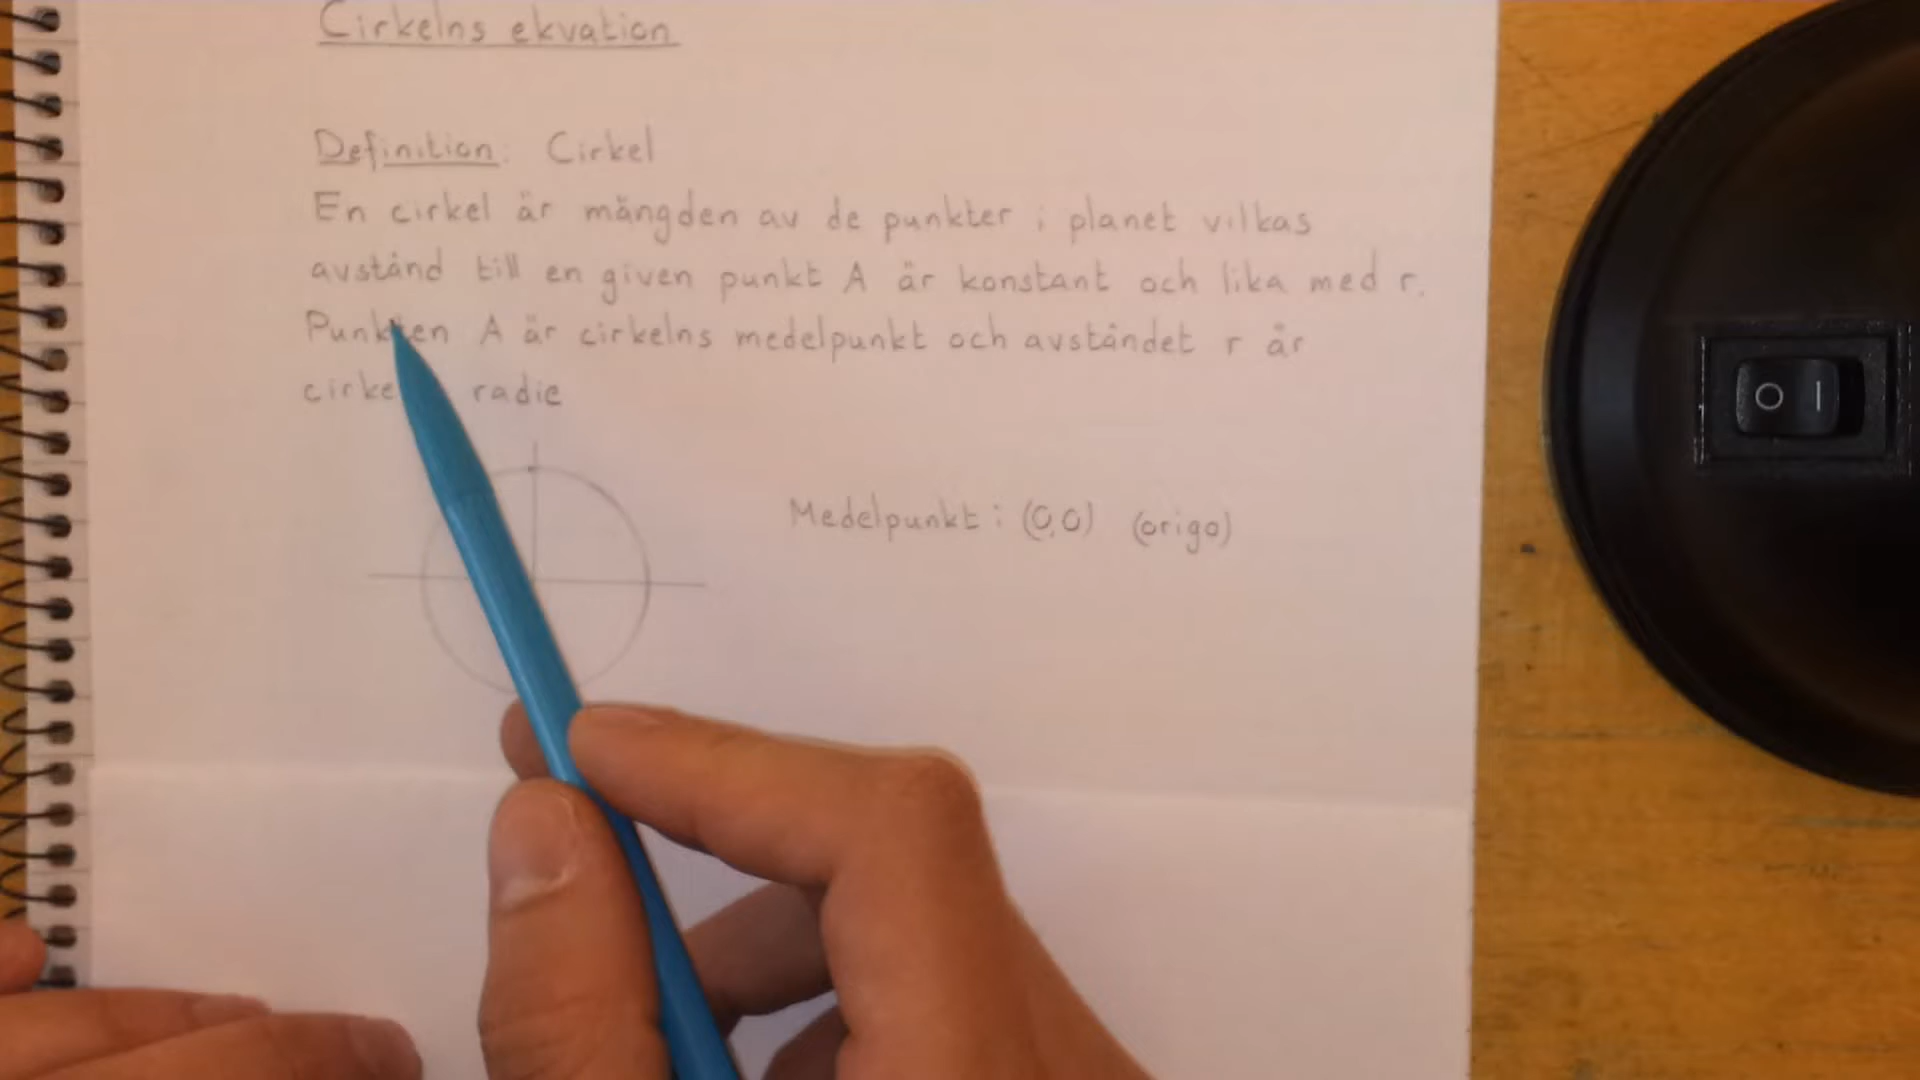 Cirkelns ekvation
Definition: Cirkel
En cirkel är mängden av de punkter i planet vilkas
avstånd till en given punkt A är konstant och lika med r.
Punkten A är cirkelns medelpunkt och avståndet r är
radie
Medelpunkt: (0,0) (origo)
O I